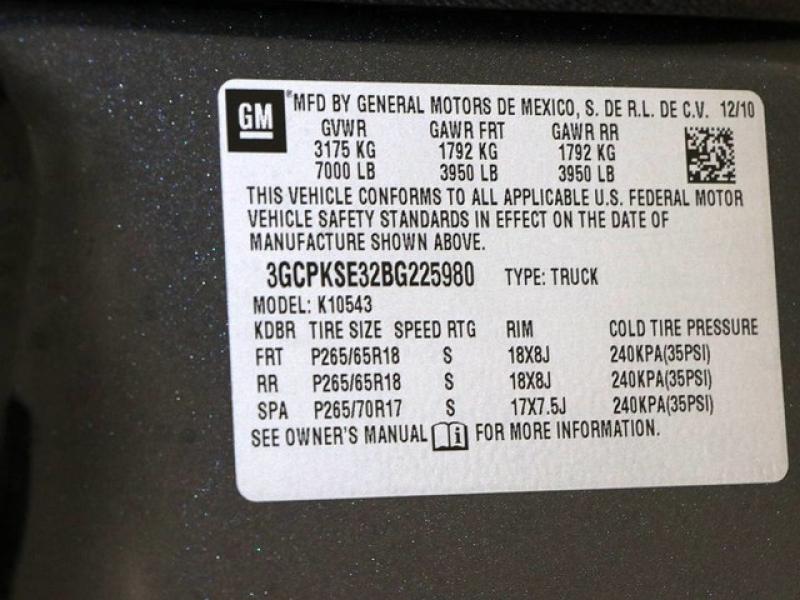 GM
MFD BY GENERAL MOTORS DE MEXICO, S. DE R.L. DE C.V. 12/10
GVWR GAWR FRT GAWR RR
3175 KG 1792 KG 1792 KG
7000 LB 3950 LB 3950 LB
THIS VEHICLE CONFORMS TO ALL APPLICABLE U.S. FEDERAL MOTOR
VEHICLE SAFETY STANDARDS IN EFFECT ON THE DATE OF
MANUFACTURE SHOWN ABOVE.
3GCPKSE32BG225980 TYPE: TRUCK
MODEL: K10543
KDBR TIRE SIZE SPEED RTG RIM COLD TIRE PRESSURE
FRT P265/65R18 S 18X8J 240KPA(35PSI)
RR P265/65R18 S 18X8J 240KPA(35PSI)
SPA P265/70R17 S 17X7.5J 240KPA(35PSI)
SEE OWNER'S MANUAL i FOR MORE INFORMATION.